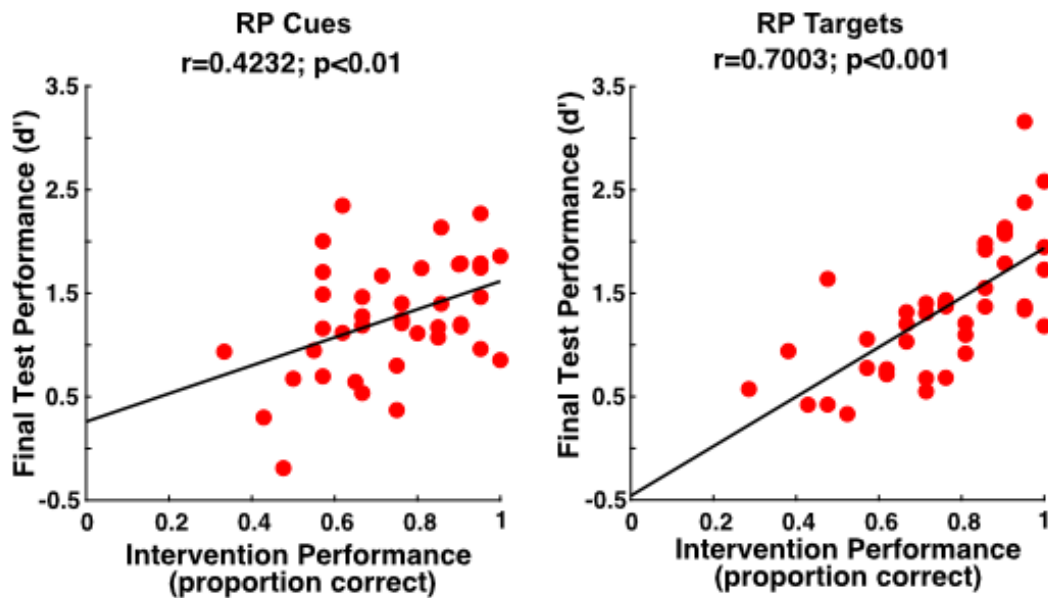 RP Cues
r=0.4232; p<0.01
Final Test Performance (d')
3.5
2.5
1.5
0.5
-0.5
0 0.2 0.4 0.6 0.8 1
Intervention Performance
(proportion correct)
RP Targets
r=0.7003; p<0.001
Final Test Performance (d')
3.5
2.5
1.5
0.5
-0.5
0 0.2 0.4 0.6 0.8 1
Intervention Performance
(proportion correct)